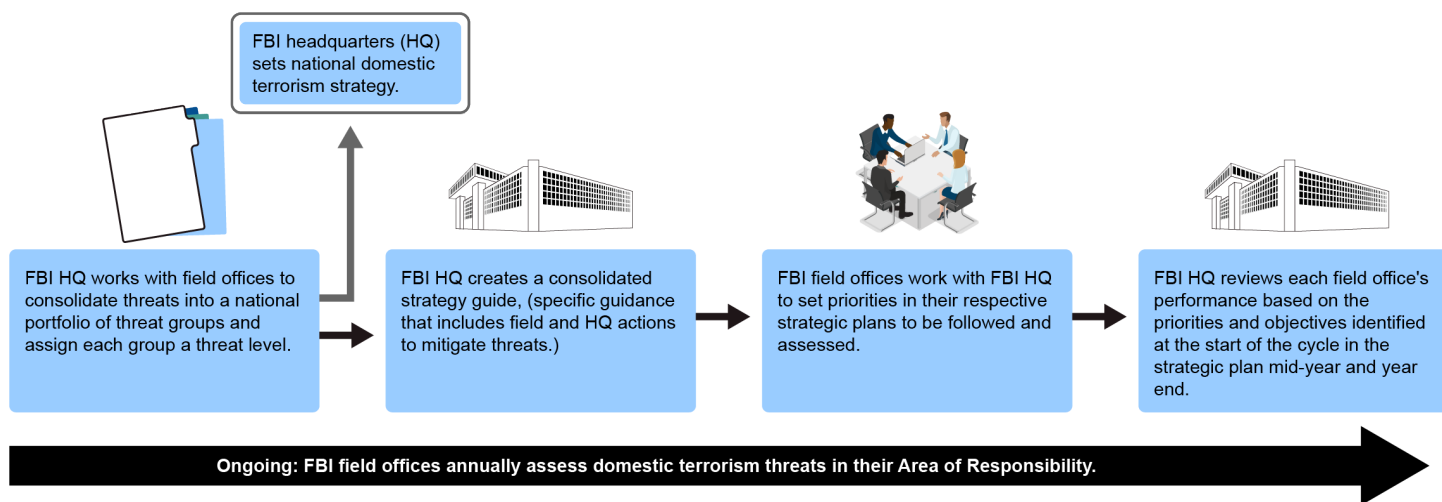 FBI headquarters (HQ)
sets national domestic
terrorism strategy.
FBI HQ works with field offices to
consolidate threats into a national
portfolio of threat groups and
assign each group a threat level.
FBI HQ creates a consolidated
strategy guide, (specific guidance
that includes field and HQ actions
to mitigate threats.)
FBI field offices work with FBI HQ
to set priorities in their respective
strategic plans to be followed and
assessed.
FBI HQ reviews each field office's
performance based on the
priorities and objectives identified
at the start of the cycle in the
strategic plan mid-year and year
end.
Ongoing: FBI field offices annually assess domestic terrorism threats in their Area of Responsibility.